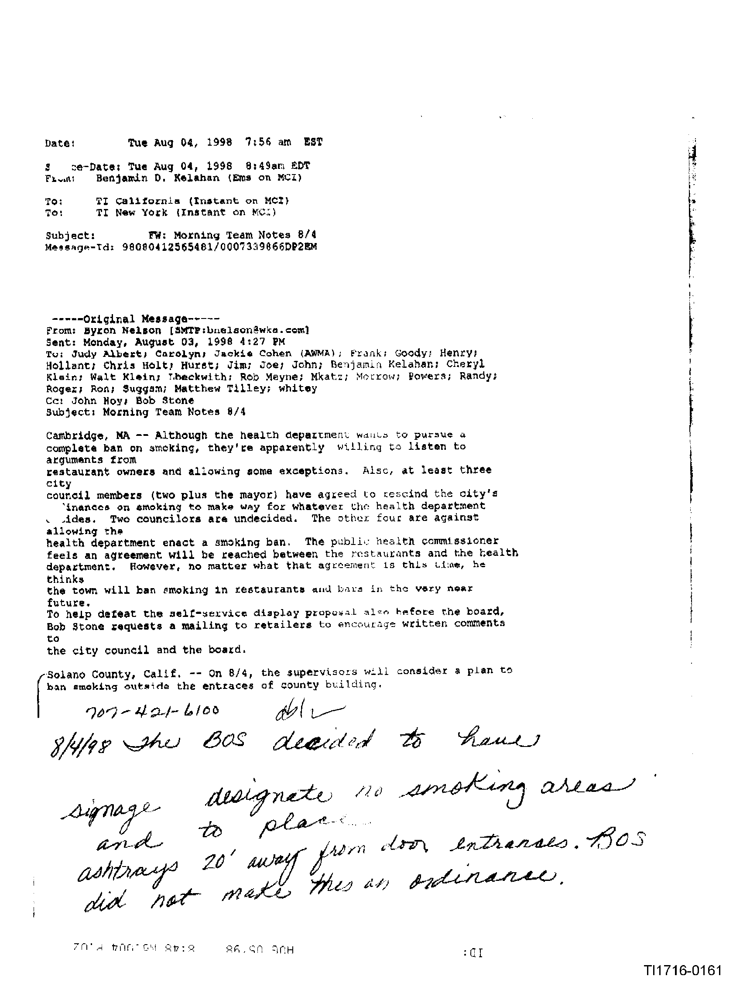 Date: Tue Aug 04, 1998 7:56 am EST
ce-Date: Tue Aug 04, 1998 8:49am EDT
From: Benjamin D. Kelahan (Ems on MCI)
To: TI California (Instant on MCI)
To: TI New York (Instant on MCI)
Subject: FW: Morning Team Notes 8/4
Message-Id: 98080412565481/0007339866DP2EM
-----Original Message-----
From: Byron Nelson [SMTP:bnelson@wka.com]
Sent: Monday, August 03, 1998 4:27 PM
To: Judy Albert; Carolyn; Jackie Cohen (AWMA); Frank; Goody; Henry;
Hollant; Chris Holt; Hurst; Jim; Joe; John; Benjamin Kelahan; Cheryl
Klein; Walt Klein; Lbeckwith; Rob Meyne; Mkatz; Morrow; Powers; Randy;
Roger; Ron; Suggsm; Matthew Tilley; whitey
Cc: John Hoy; Bob Stone
Subject: Morning Team Notes 8/4
Cambridge, MA -- Although the health department wants to pursue a
complete ban on smoking, they're apparently willing to listen to
arguments from
restaurant owners and allowing some exceptions. Also, at least three
city
council members (two plus the mayor) have agreed to rescind the city's
inances on smoking to make way for whatever the health department
ides. Two councilors are undecided. The other four are against
allowing the
health department enact a smoking ban. The public health commissioner
feels an agreement will be reached between the restaurants and the health
department. However, no matter what that agreement is this time, he
thinks
the town will ban smoking in restaurants and bars in the very near
future.
To help defeat the self-service display proposal also before the board,
Bob Stone requests a mailing to retailers to encourage written comments
to
the city council and the board.
Solano County, Calif. -- On 8/4, the supervisors will consider a plan to
ban smoking outside the entraces of county building.
707-421-6100
8/4/98 The BOS decided to have
signage designate no smoking areas
and to place
ashtrays 20' away from door entranses. BOS
did not make this an ordinance.
ID: AUG 05'98 8:48 No.004 P.02
TI1716-0161